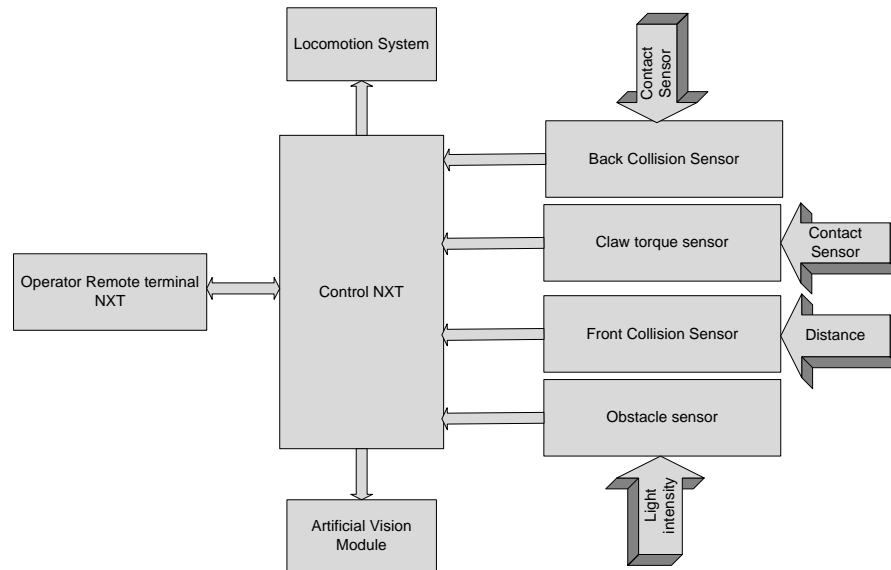 Locomotion System
Contact
Sensor
Back Collision Sensor
Claw torque sensor
Contact
Sensor
Operator Remote terminal
NXT
Control NXT
Front Collision Sensor
Distance
Obstacle sensor
Light
intensity
Artificial Vision
Module